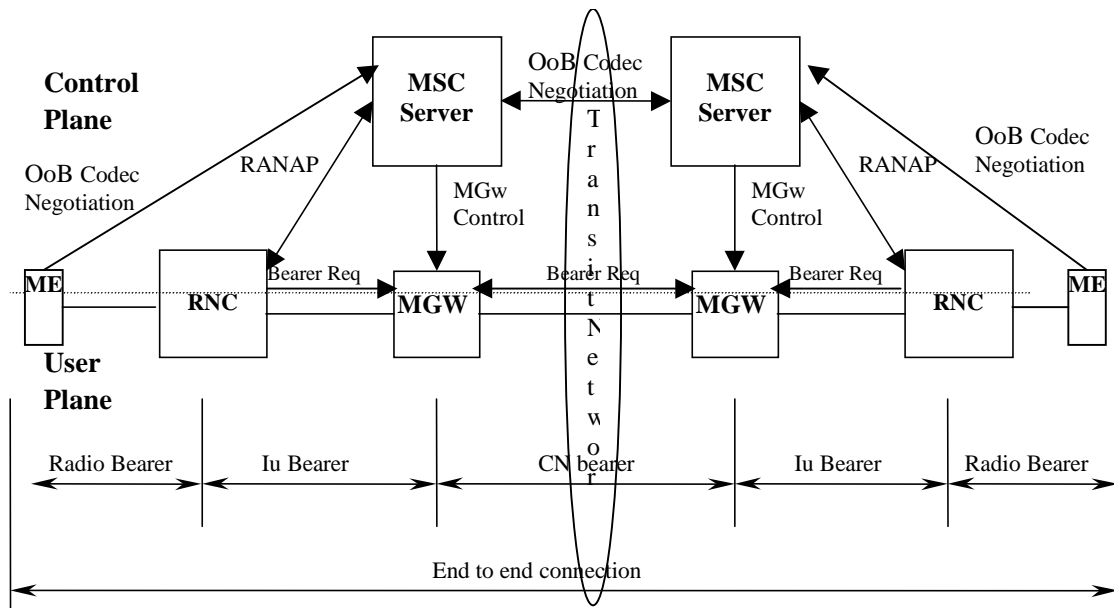 Control
Plane
MSC
Server
OoB Codec
Negotiation
MSC
Server
OoB Codec
Negotiation
RANAP
MGw
Control
Transit Networ
MGw
Control
RANAP
OoB Codec
Negotiation
ME
RNC
Bearer Req
MGW
Bearer Req
MGW
Bearer Req
RNC
ME
User
Plane
Radio Bearer
Iu Bearer
CN bearer
Iu Bearer
Radio Bearer
End to end connection